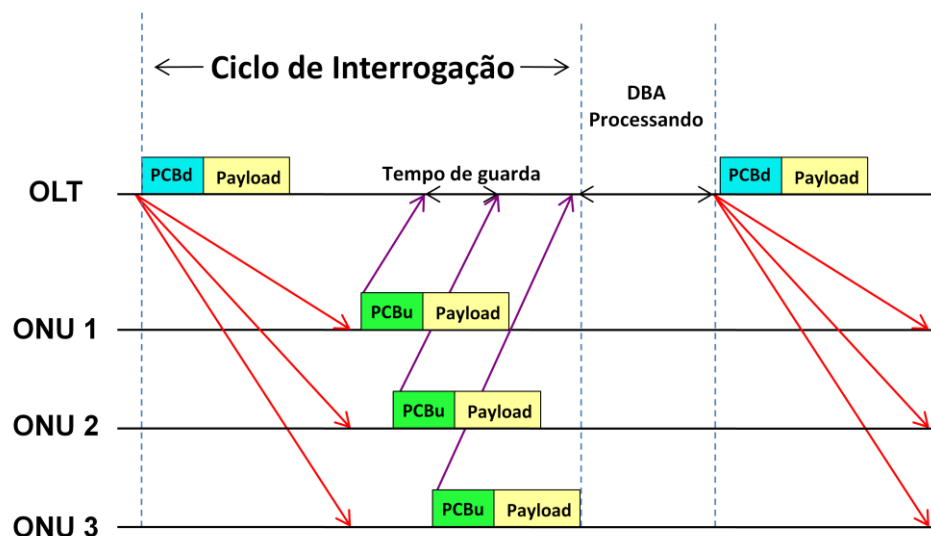 Ciclo de Interrogação
DBA
Processando
PCBd
Payload
PCBd
Payload
OLT
Tempo de guarda
PCBu
Payload
ONU 1
PCBu
Payload
ONU 2
PCBu
Payload
ONU 3